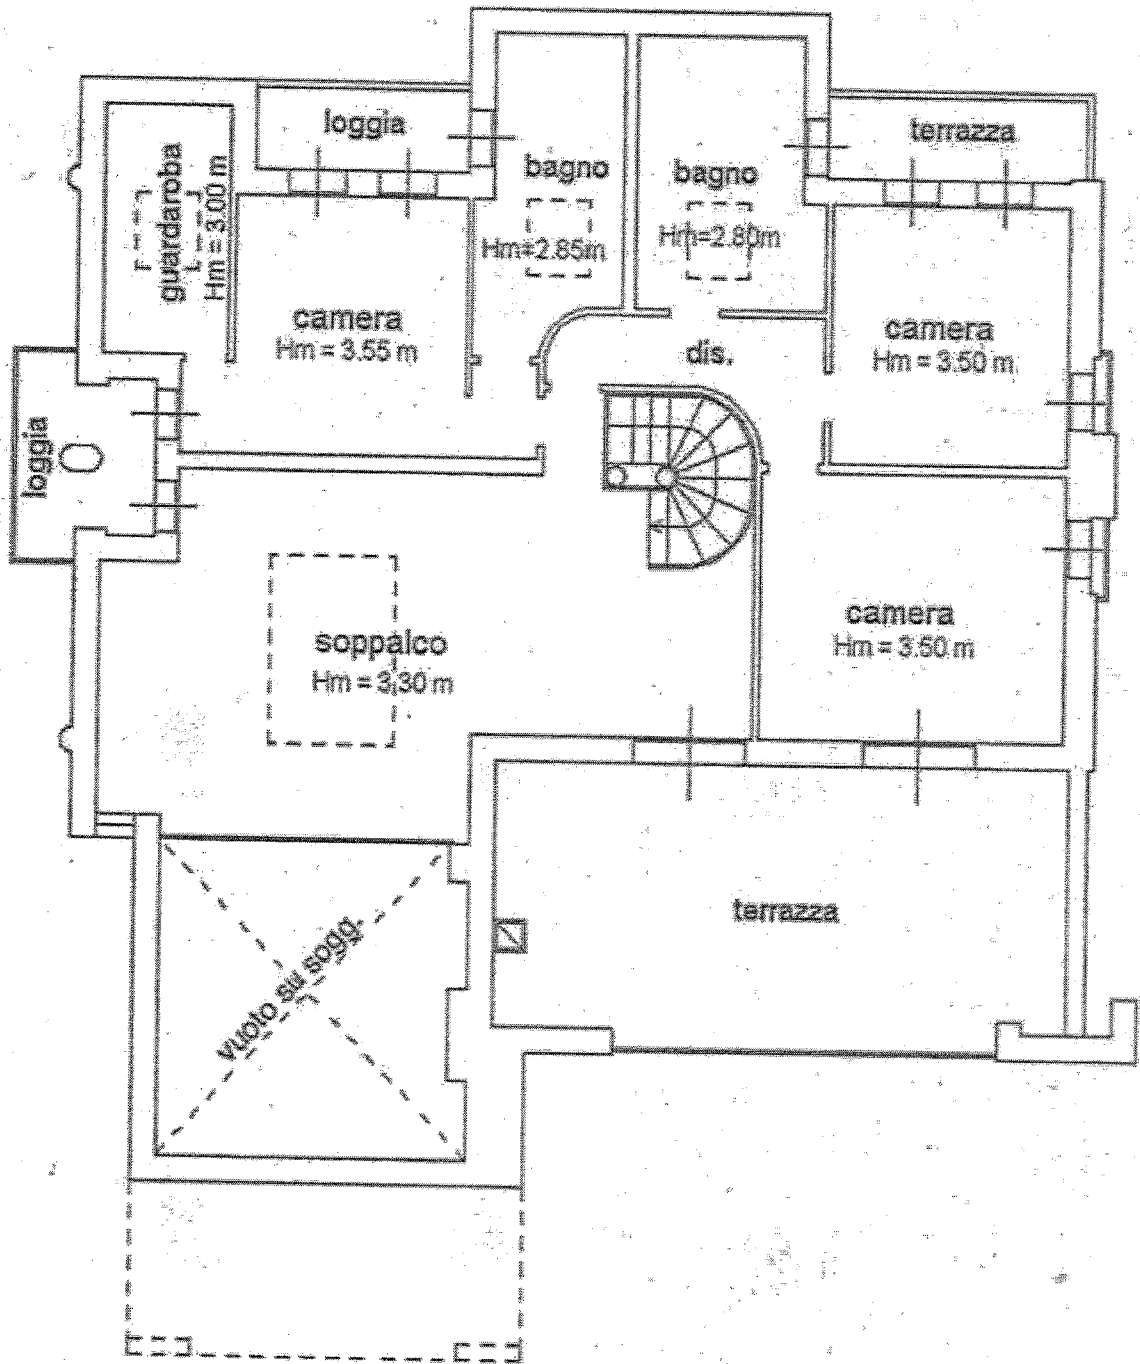 loggia
terrazza
bagno
bagno
guardaroba
Hm = 3.00 m
Hm=2.85m
Hm=2.80m
camera
Hm = 3.55 m
camera
Hm = 3.50 m
dis.
loggia
soppalco
Hm = 3,30 m
camera
Hm = 3.50 m
terrazza
vuoto su sogg.